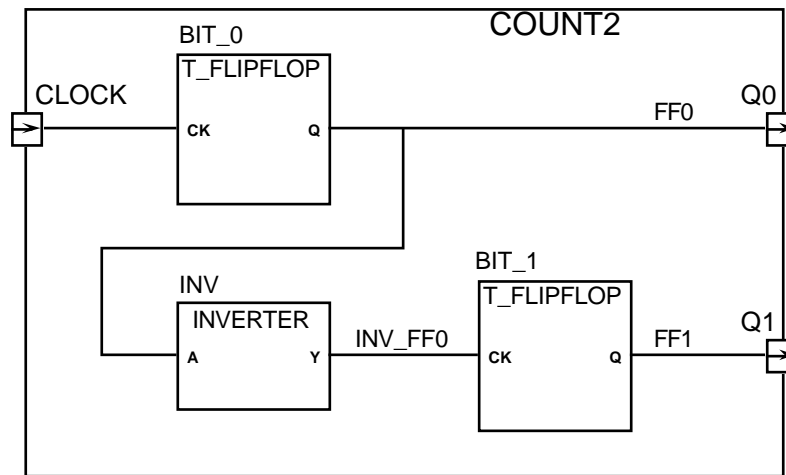 COUNT2
BIT_0
T_FLIPFLOP
CLOCK
CK
Q
FF0
Q0
BIT_1
INV
T_FLIPFLOP
INVERTER
Q1
INV_FF0
FF1
A
Y
CK
Q